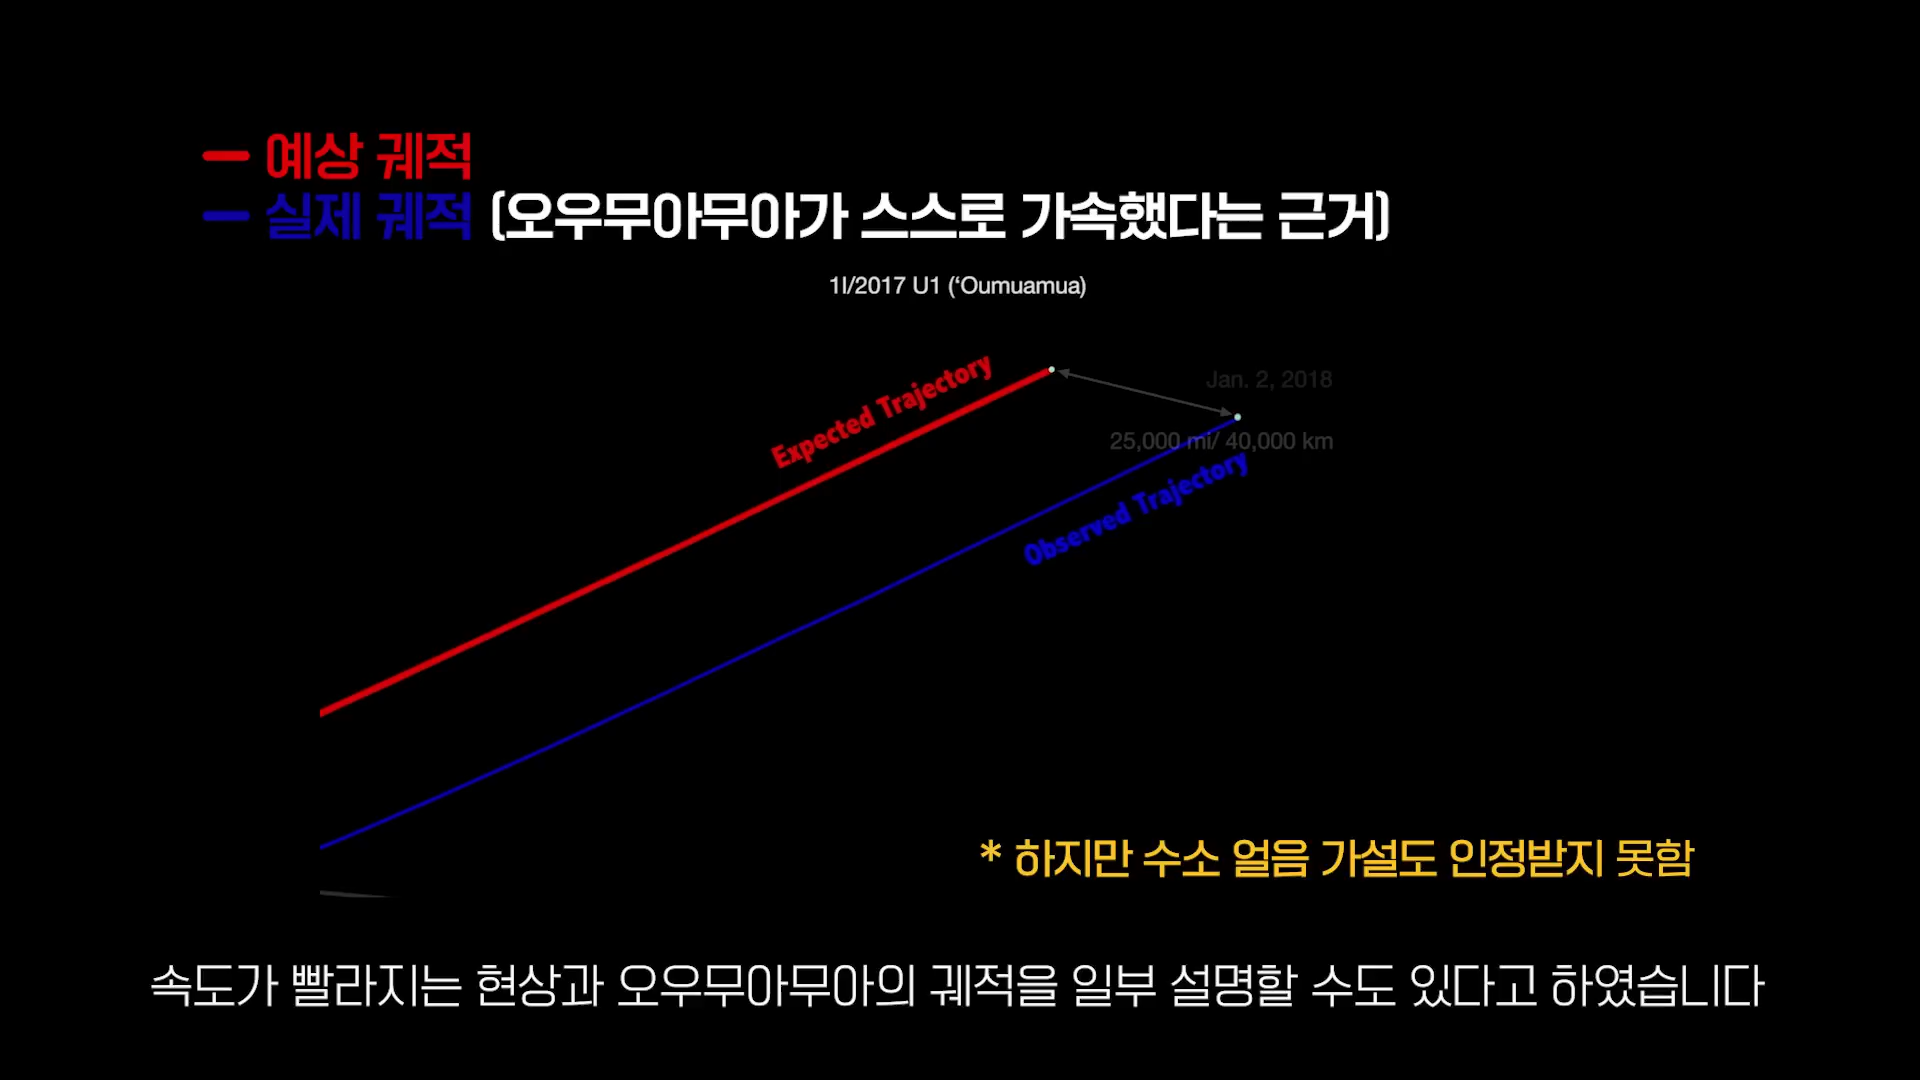 예상 궤적
실제 궤적 (오우무아무아가 스스로 가속했다는 근거)
1I/2017 U1 (‘Oumuamua)
Expected Trajectory
Jan. 2, 2018
25,000 mi/ 40,000 km
Observed Trajectory
* 하지만 수소 얼음 가설도 인정받지 못함
속도가 빨라지는 현상과 오우무아무아의 궤적을 일부 설명할 수도 있다고 하였습니다